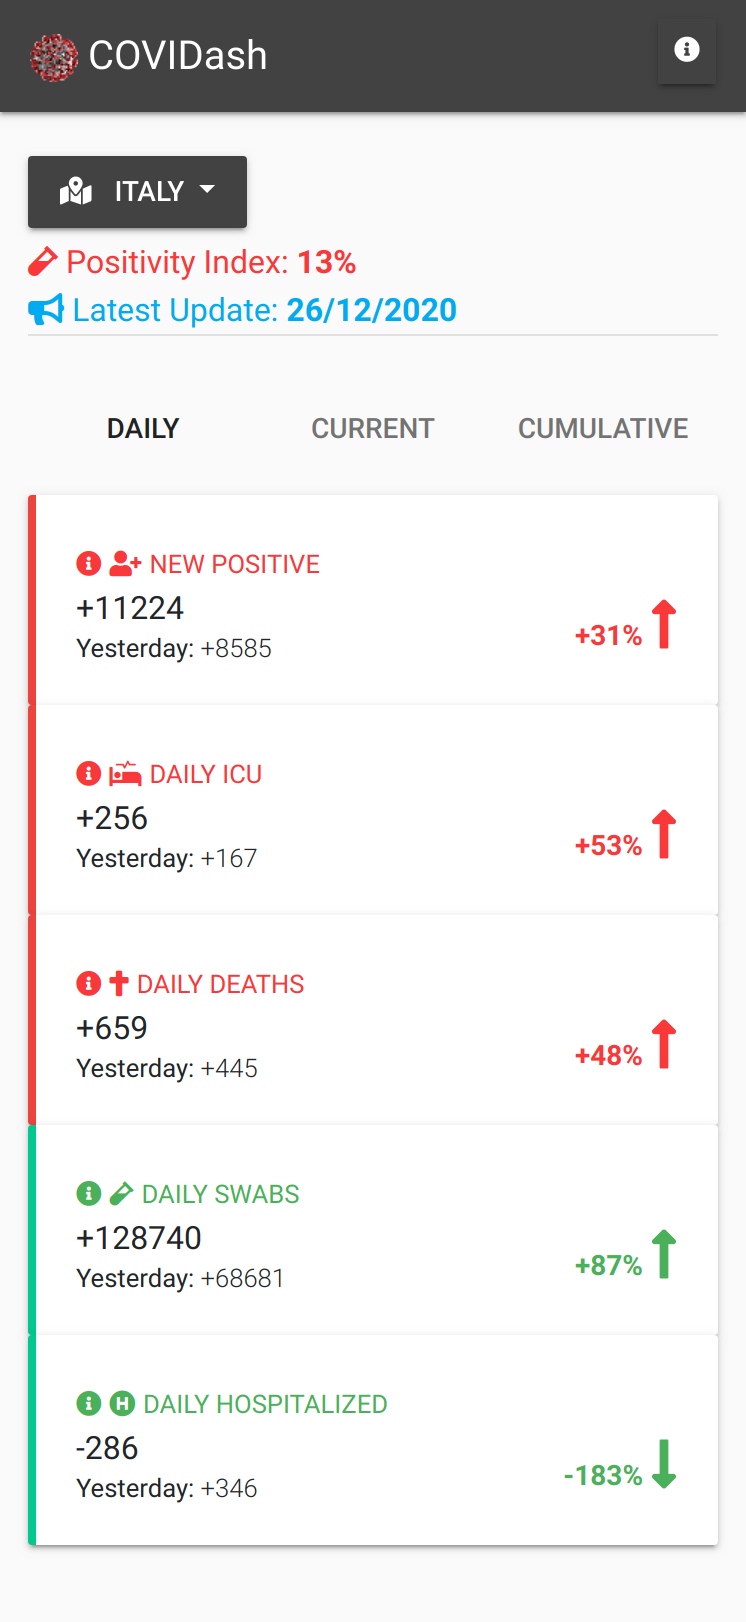 COVIDash
ITALY
Positivity Index: 13%
Latest Update: 26/12/2020
DAILY CURRENT CUMULATIVE
NEW POSITIVE
+11224
Yesterday: +8585
+31%
DAILY ICU
+256
Yesterday: +167
+53%
DAILY DEATHS
+659
Yesterday: +445
+48%
DAILY SWABS
+128740
Yesterday: +68681
+87%
H DAILY HOSPITALIZED
-286
Yesterday: +346
-183%